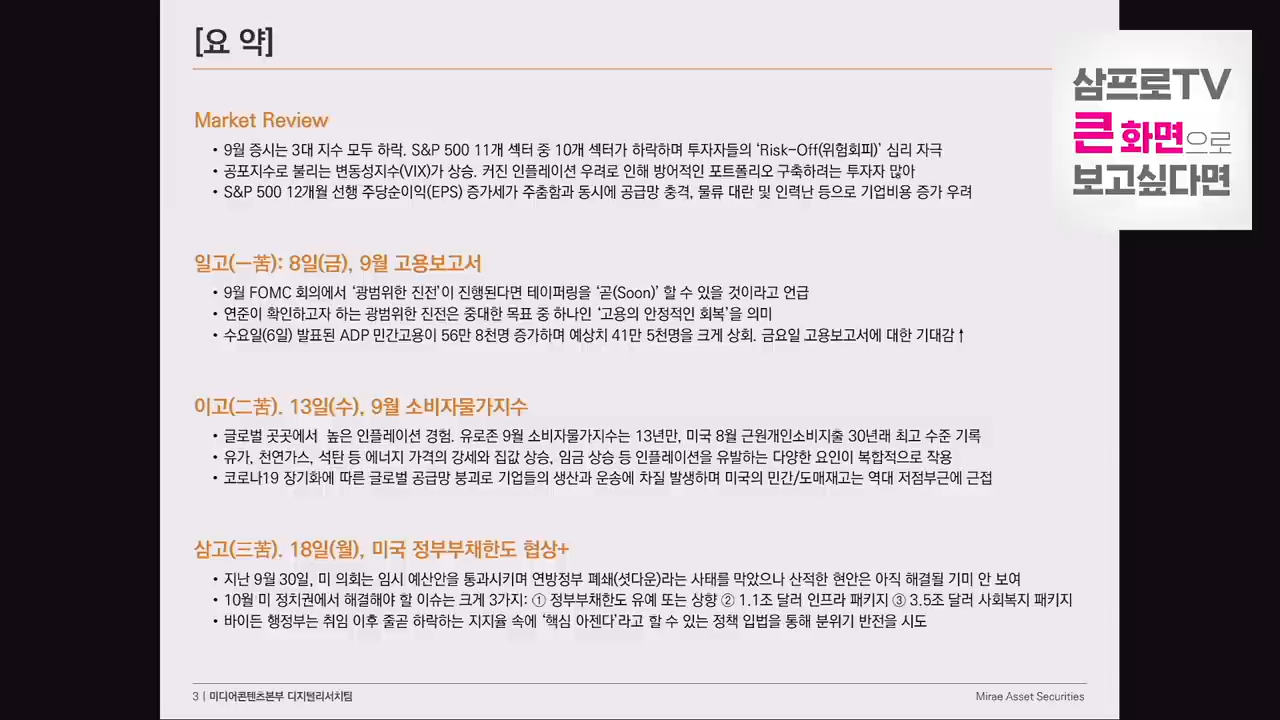 [요 약]
삼프로TV
큰 화면으로
보고싶다면
Market Review
• 9월 증시는 3대 지수 모두 하락. S&P 500 11개 섹터 중 10개 섹터가 하락하며 투자자들의 ‘Risk-Off(위험회피)’ 심리 자극
• 공포지수로 불리는 변동성지수(VIX)가 상승. 커진 인플레이션 우려로 인해 방어적인 포트폴리오 구축하려는 투자자 많아
• S&P 500 12개월 선행 주당순이익(EPS) 증가세가 주춤함과 동시에 공급망 충격, 물류 대란 및 인력난 등으로 기업비용 증가 우려
일고(一苦): 8일(금), 9월 고용보고서
• 9월 FOMC 회의에서 ‘광범위한 진전’이 진행된다면 테이퍼링을 ‘곧(Soon)’ 할 수 있을 것이라고 언급
• 연준이 확인하고자 하는 광범위한 진전은 중대한 목표 중 하나인 ‘고용의 안정적인 회복’을 의미
• 수요일(6일) 발표된 ADP 민간고용이 56만 8천명 증가하며 예상치 41만 5천명을 크게 상회. 금요일 고용보고서에 대한 기대감↑
이고(二苦). 13일(수), 9월 소비자물가지수
• 글로벌 곳곳에서 높은 인플레이션 경험. 유로존 9월 소비자물가지수는 13년만, 미국 8월 근원개인소비지출 30년래 최고 수준 기록
• 유가, 천연가스, 석탄 등 에너지 가격의 강세와 집값 상승, 임금 상승 등 인플레이션을 유발하는 다양한 요인이 복합적으로 작용
• 코로나19 장기화에 따른 글로벌 공급망 붕괴로 기업들의 생산과 운송에 차질 발생하며 미국의 민간/도매재고는 역대 저점부근에 근접
삼고(三苦). 18일(월), 미국 정부부채한도 협상+
• 지난 9월 30일, 미 의회는 임시 예산안을 통과시키며 연방정부 폐쇄(셧다운)라는 사태를 막았으나 산적한 현안은 아직 해결될 기미 안 보여
• 10월 미 정치권에서 해결해야 할 이슈는 크게 3가지: ① 정부부채한도 유예 또는 상향 ② 1.1조 달러 인프라 패키지 ③ 3.5조 달러 사회복지 패키지
• 바이든 행정부는 취임 이후 줄곧 하락하는 지지율 속에 ‘핵심 아젠다’라고 할 수 있는 정책 입법을 통해 분위기 반전을 시도
3 | 미디어콘텐츠본부 디지털리서치팀
Mirae Asset Securities